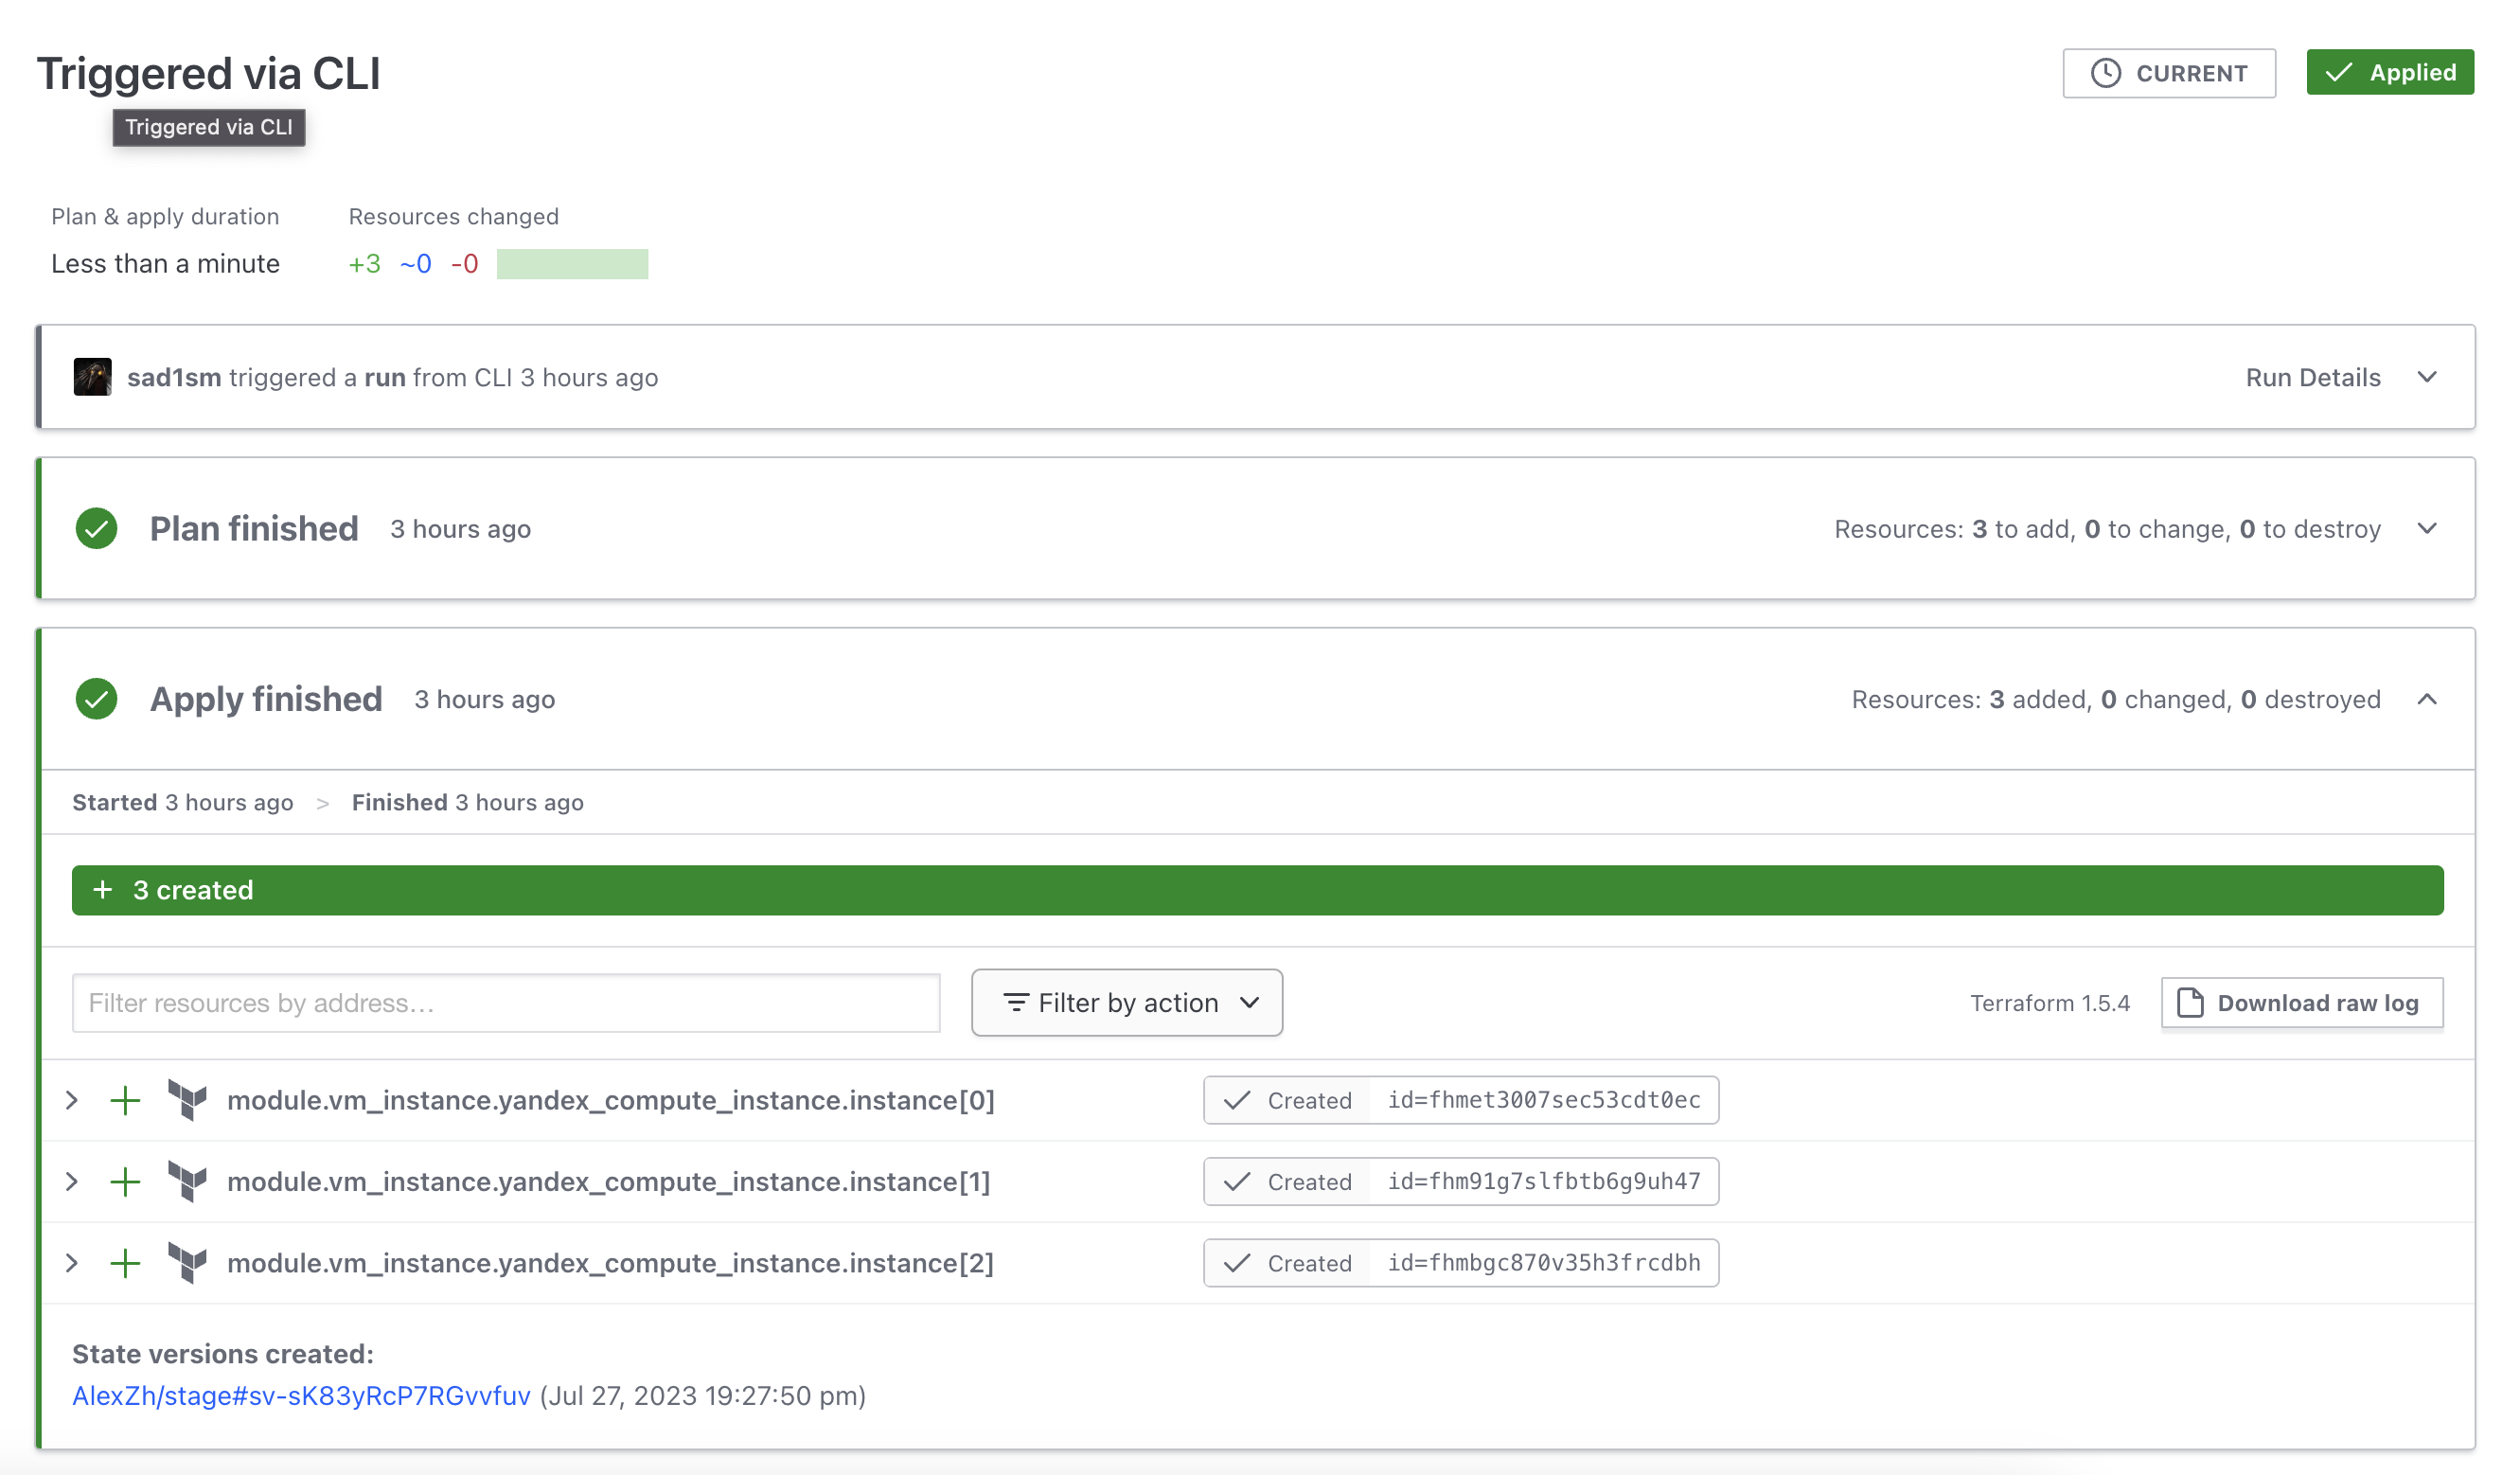 Triggered via CLI
CURRENT
Applied
Triggered via CLI
Plan & apply duration
Resources changed
Less than a minute
+3 ~0 -0
sad1sm triggered a run from CLI 3 hours ago
Run Details
Plan finished 3 hours ago
Resources: 3 to add, 0 to change, 0 to destroy
Apply finished 3 hours ago
Resources: 3 added, 0 changed, 0 destroyed
Started 3 hours ago > Finished 3 hours ago
+ 3 created
Filter resources by address...
Filter by action
Terraform 1.5.4
Download raw log
module.vm_instance.yandex_compute_instance.instance[0]
Created id=fhmet3007sec53cdt0ec
module.vm_instance.yandex_compute_instance.instance[1]
Created id=fhm91g7slfbtb6g9uh47
module.vm_instance.yandex_compute_instance.instance[2]
Created id=fhmbgc870v35h3frcdbh
State versions created:
AlexZh/stage#sv-sK83yRcP7RGvvfuv (Jul 27, 2023 19:27:50 pm)